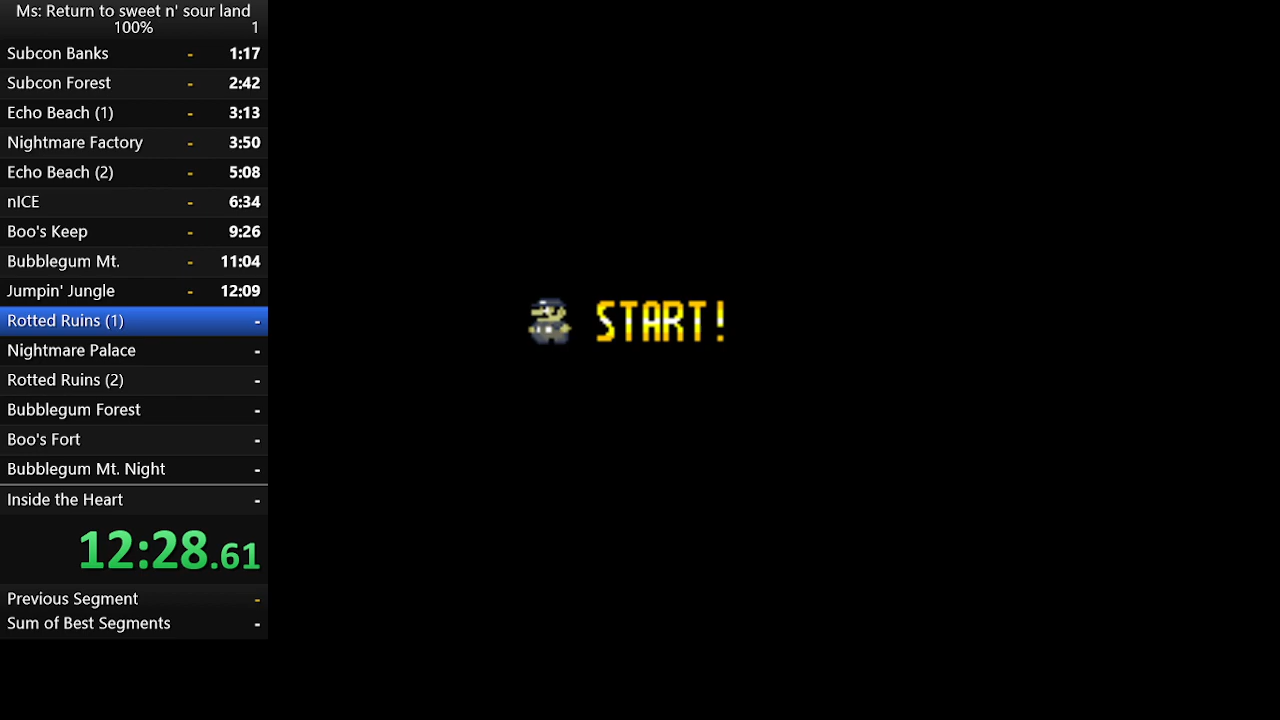 Ms: Return to sweet n' sour land
100% 1
Subcon Banks - 1:17
Subcon Forest - 2:42
Echo Beach (1) - 3:13
Nightmare Factory - 3:50
Echo Beach (2) - 5:08
nICE - 6:34
Boo's Keep - 9:26
Bubblegum Mt. - 11:04
Jumpin' Jungle - 12:09
Rotted Ruins (1) -
Nightmare Palace -
Rotted Ruins (2) -
Bubblegum Forest -
Boo's Fort -
Bubblegum Mt. Night -
Inside the Heart -
12:28.61
Previous Segment -
Sum of Best Segments -
START!